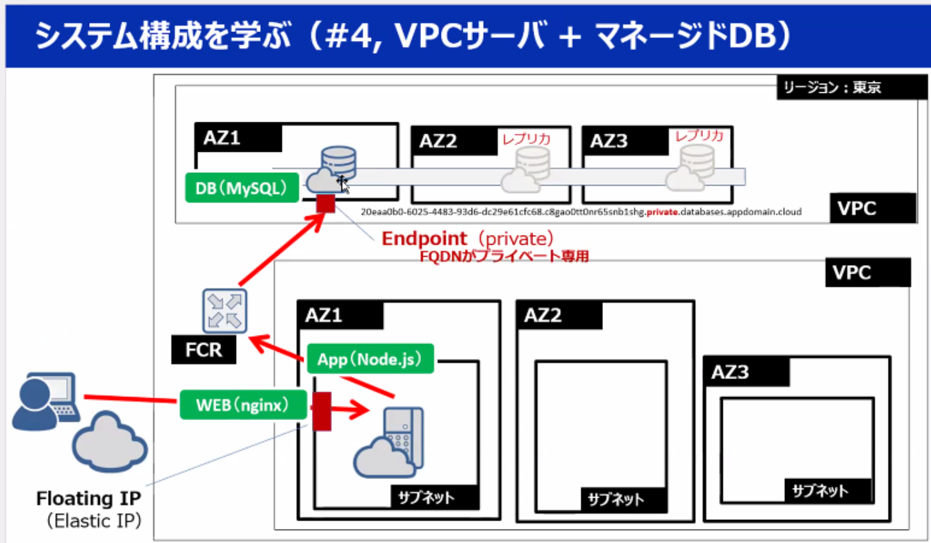 システム構成を学ぶ（#4, VPCサーバ + マネージドDB）
リージョン：東京
AZ1
AZ2
レプリカ
AZ3
レプリカ
DB（MySQL）
20eaa0b0-6025-4483-93d6-dc29e61cfc68.c8gao0tt0nr65snb1shg.private.databases.appdomain.cloud
VPC
Endpoint（private）
FQDNがプライベート専用
VPC
AZ1
AZ2
FCR
App（Node.js）
AZ3
WEB（nginx）
サブネット
サブネット
サブネット
Floating IP
（Elastic IP）